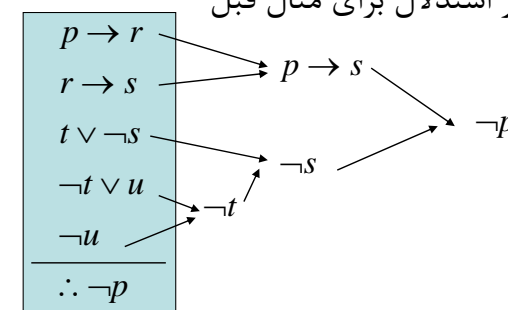 استدلال برای مثال قبل
p → r
r → s
t ∨ ¬s
¬t ∨ u
¬u
∴ ¬p
p → s
¬s
¬t
¬p